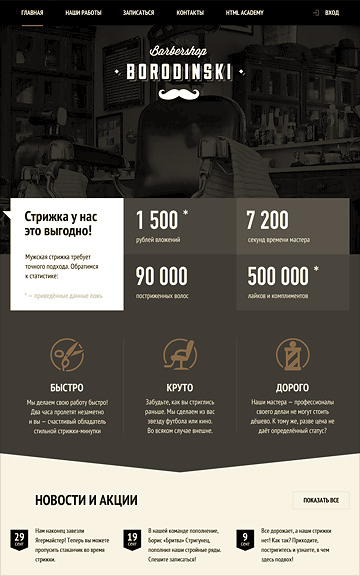 ГЛАВНАЯ
НАШИ РАБОТЫ
ЗАПИСАТЬСЯ
КОНТАКТЫ
HTML ACADEMY
ВХОД
Barbershop
BORODINSKI
Стрижка у нас
это выгодно!
Мужская стрижка требует
точного подхода. Обратимся
к статистике:
* — приведённые данные ложь
1 500 *
рублей вложений
7 200
секунд времени мастера
90 000
постриженных волос
500 000 *
лайков и комплиментов
БЫСТРО
Мы делаем свою работу быстро!
Два часа пролетят незаметно
и вы — счастливый обладатель
стильной стрижки-минутки
КРУТО
Забудьте, как вы стриглись
раньше. Мы сделаем из вас
звезду футбола или кино.
Во всяком случае внешне.
ДОРОГО
Наши мастера — профессионалы
своего дела и не могут стоить
дёшево. К тому же, разве цена не
даёт определённый статус?
НОВОСТИ И АКЦИИ
ПОКАЗАТЬ ВСЕ
29
сент
Нам наконец завезли
Ягермайстер! Теперь вы можете
пропустить стаканчик во время
стрижки.
19
сент
В нашей команде пополнение,
Борис «Бритва» Стригунец,
пополнил наши стройные ряды.
Спешите записаться!
9
сент
Все дорожает, а наши стрижки
нет! Как так? Приходите,
постригитесь и узнаете, в чем
здесь подвох!